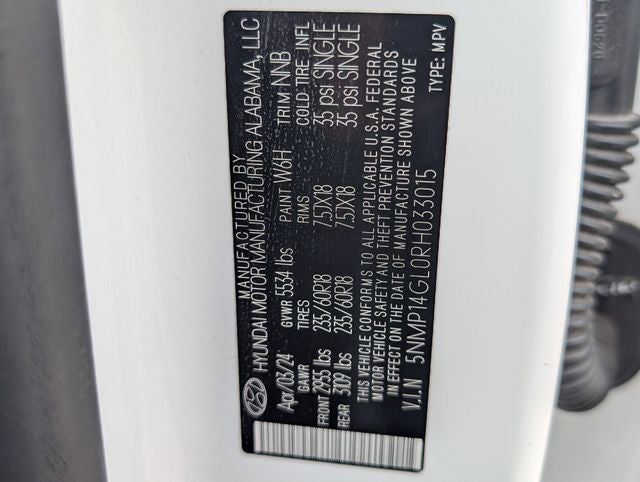 MANUFACTURED BY
HYUNDAI MOTOR MANUFACTURING ALABAMA, LLC
Apr/03/24 GVWR 5534 lbs PAINT W6H TRIM NNB
GAWR TIRES RIMS COLD-TIRE INFL
FRONT 2955 lbs 235/60R18 7.5JX18 35 psi SINGLE
REAR 3109 lbs 235/60R18 7.5JX18 35 psi SINGLE
THIS VEHICLE CONFORMS TO ALL APPLICABLE U.S.A. FEDERAL
MOTOR VEHICLE SAFETY AND THEFT PREVENTION STANDARDS
IN EFFECT ON THE DATE OF MANUFACTURE SHOWN ABOVE
V.I.N 5NMP14GL0RH033015 TYPE: MPV